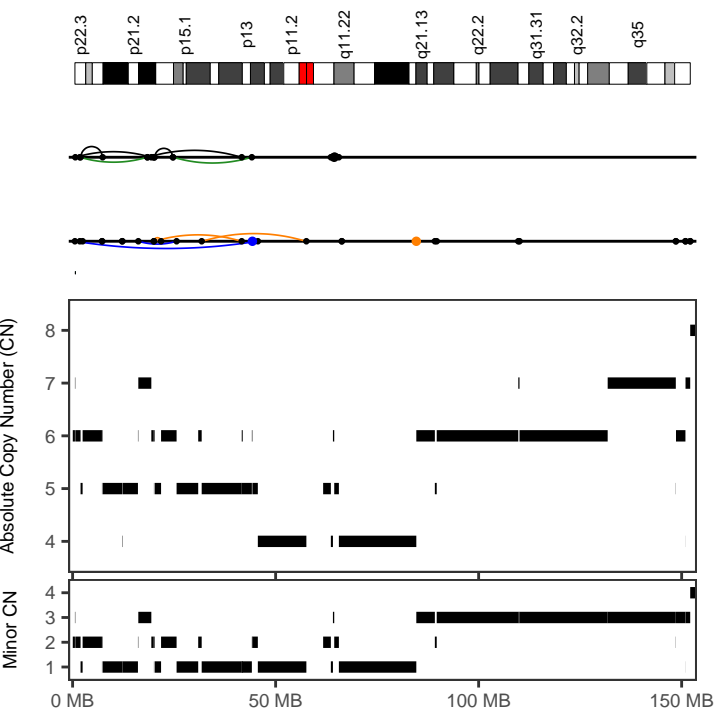 p22.3
p21.2
p15.1
p13
p11.2
q11.22
q21.13
q22.2
q31.31
q32.2
q35
Absolute Copy Number (CN)
8
7
6
5
4
Minor CN
4
3
2
1
0 MB
50 MB
100 MB
150 MB